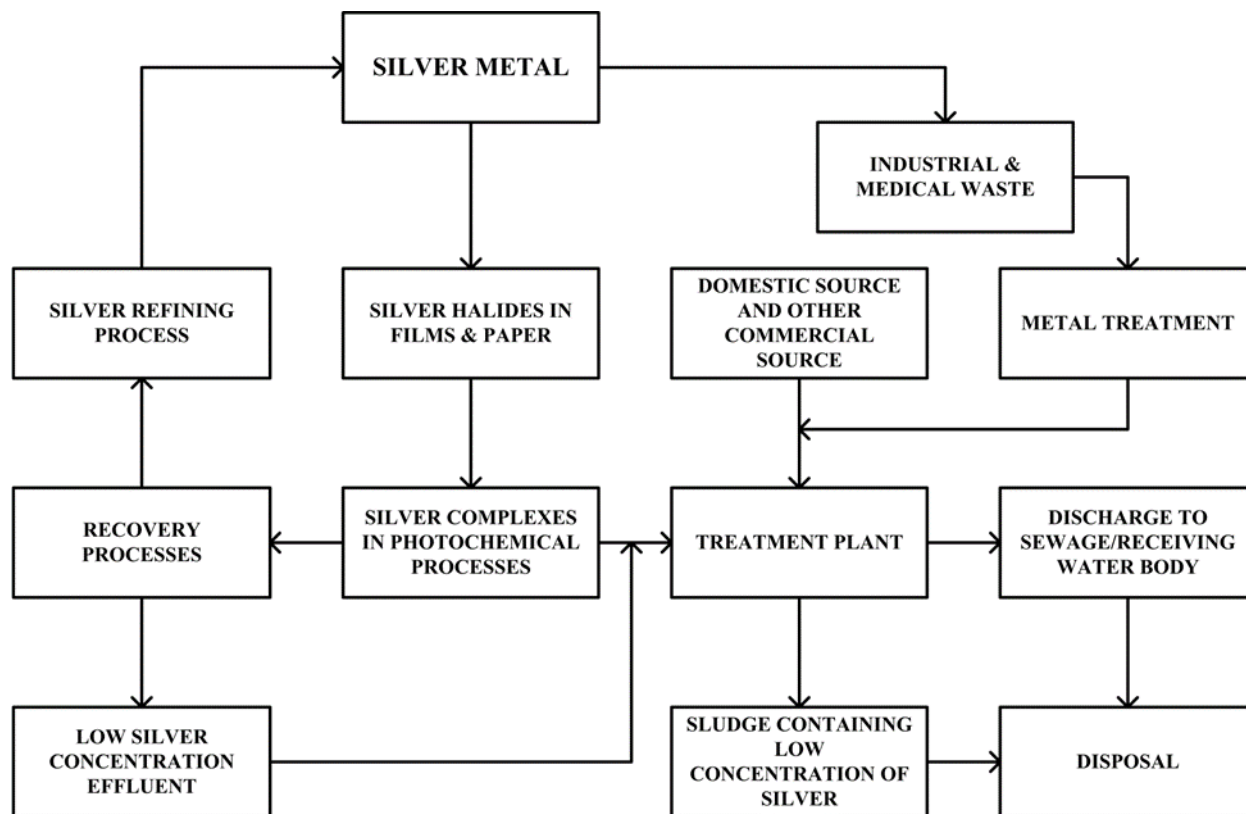 SILVER METAL
INDUSTRIAL &
MEDICAL WASTE
SILVER REFINING
PROCESS
SILVER HALIDES IN
FILMS & PAPER
DOMESTIC SOURCE
AND OTHER
COMMERCIAL
SOURCE
METAL TREATMENT
RECOVERY
PROCESSES
SILVER COMPLEXES
IN PHOTOCHEMICAL
PROCESSES
TREATMENT PLANT
DISCHARGE TO
SEWAGE/RECEIVING
WATER BODY
LOW SILVER
CONCENTRATION
EFFLUENT
SLUDGE CONTAINING
LOW
CONCENTRATION OF
SILVER
DISPOSAL